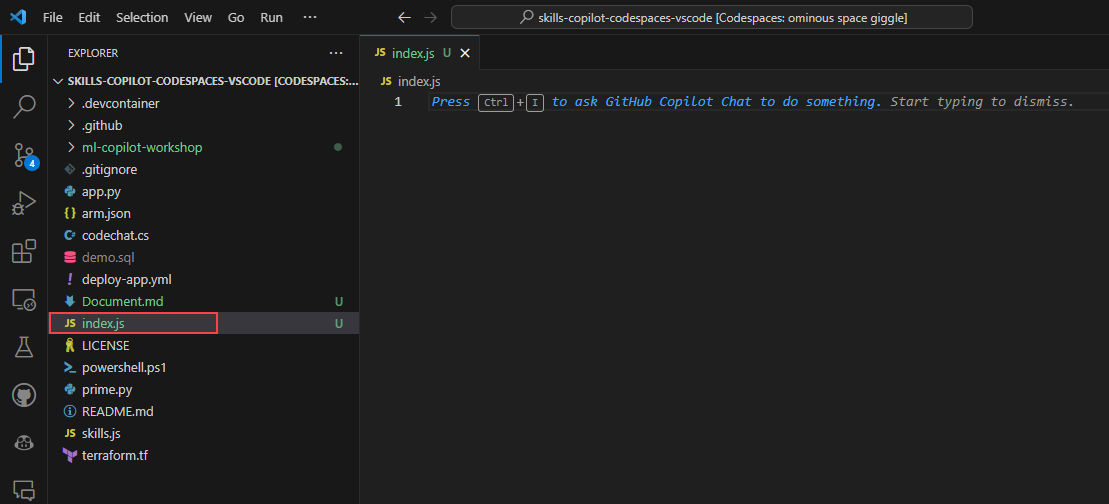 File Edit Selection View Go Run ···
skills-copilot-codespaces-vscode [Codespaces: ominous space giggle]
EXPLORER ···
SKILLS-COPILOT-CODESPACES-VSCODE [CODESPACES:...
.devcontainer
.github
ml-copilot-workshop
.gitignore
4
app.py
{} arm.json
C# codechat.cs
demo.sql
! deploy-app.yml
Document.md U
JS index.js U
LICENSE
powershell.ps1
prime.py
README.md
JS skills.js
terraform.tf
JS index.js U
JS index.js
1 Press Ctrl+I to ask GitHub Copilot Chat to do something. Start typing to dismiss.